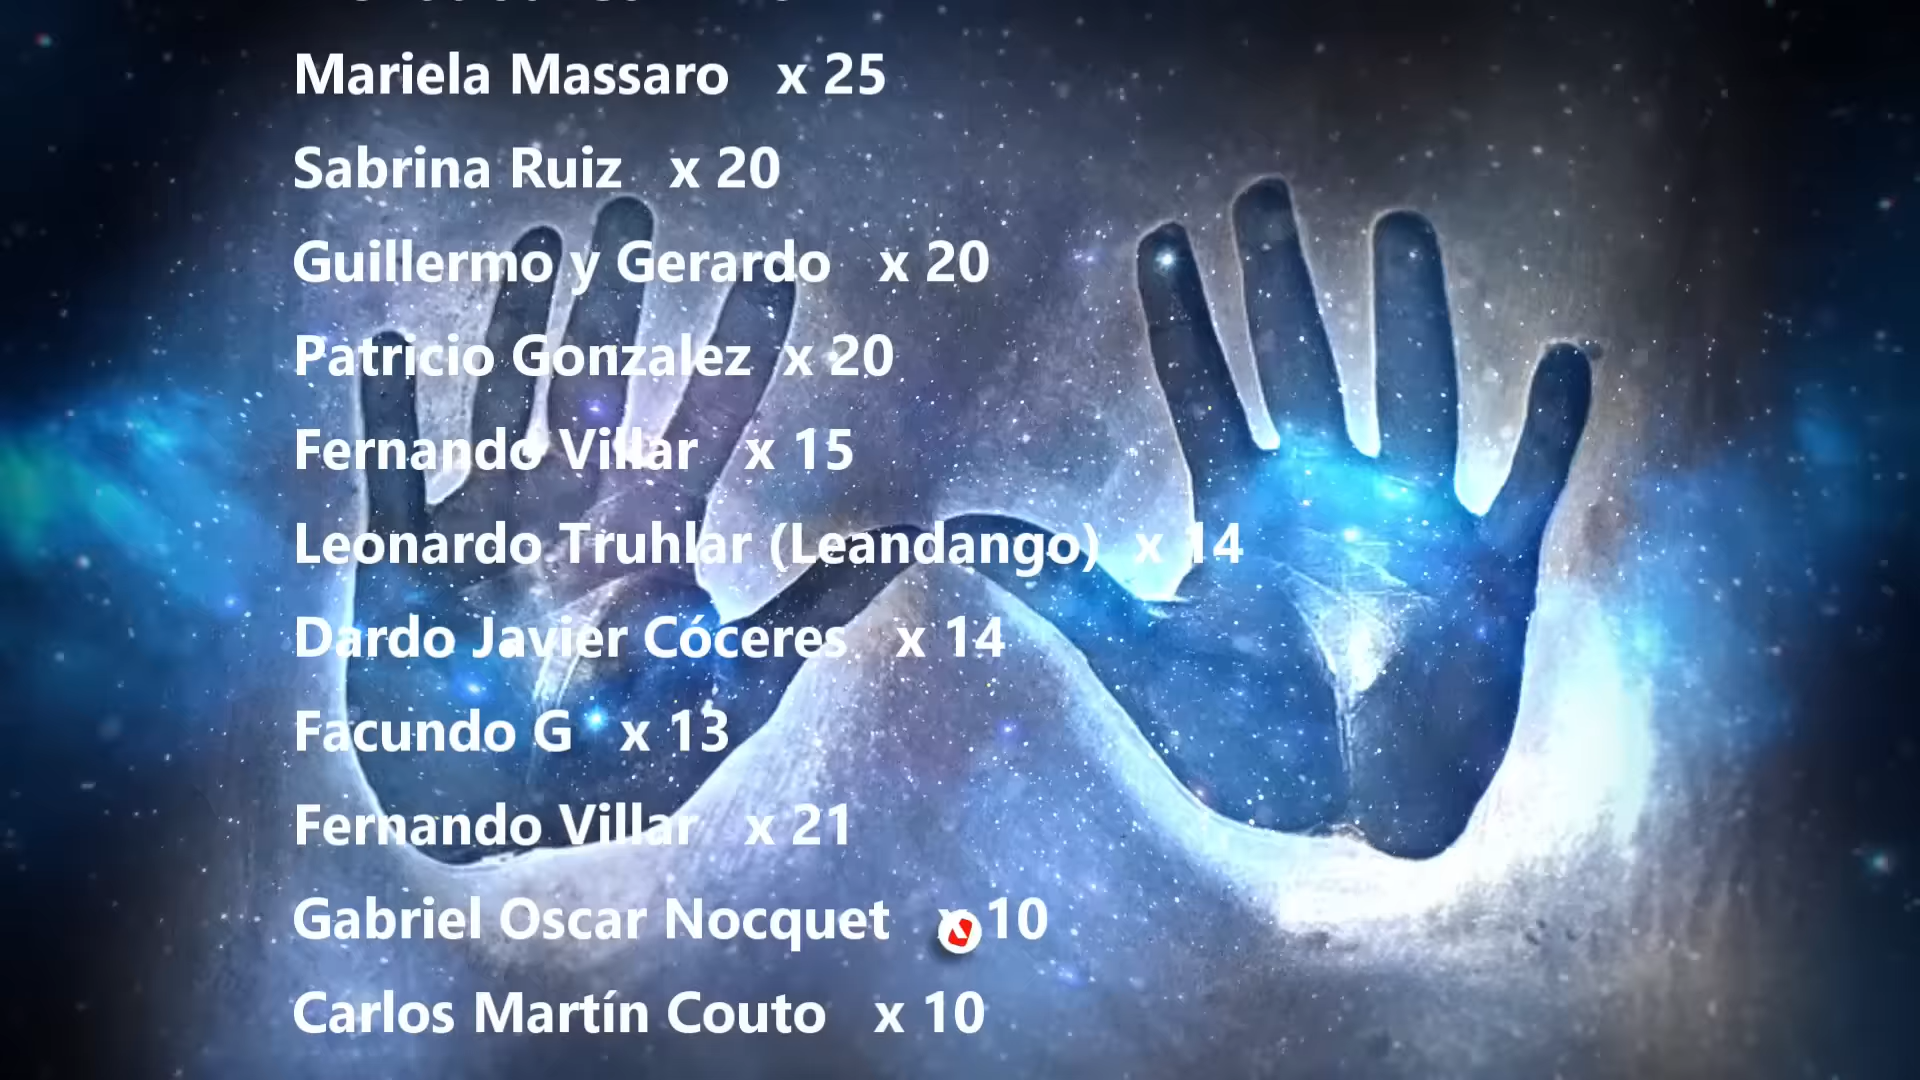 Mariela Massaro x 25
Sabrina Ruiz x 20
Guillermo y Gerardo x 20
Patricio Gonzalez x 20
Fernando Villar x 15
Leonardo Truhlar (Leandango) x 14
Dardo Javier Cóceres x 14
Facundo G x 13
Fernando Villar x 21
Gabriel Oscar Nocquet x 10
Carlos Martín Couto x 10